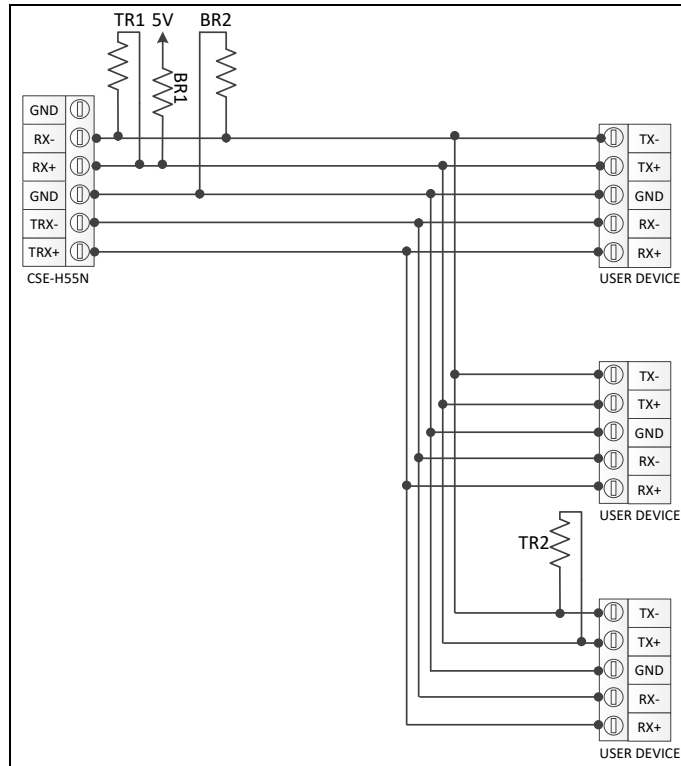 TR1 5V BR2
BR1
GND
RX-
RX+
GND
TRX-
TRX+
CSE-H55N
TX-
TX+
GND
RX-
RX+
USER DEVICE
TX-
TX+
GND
RX-
RX+
USER DEVICE
TR2
TX-
TX+
GND
RX-
RX+
USER DEVICE